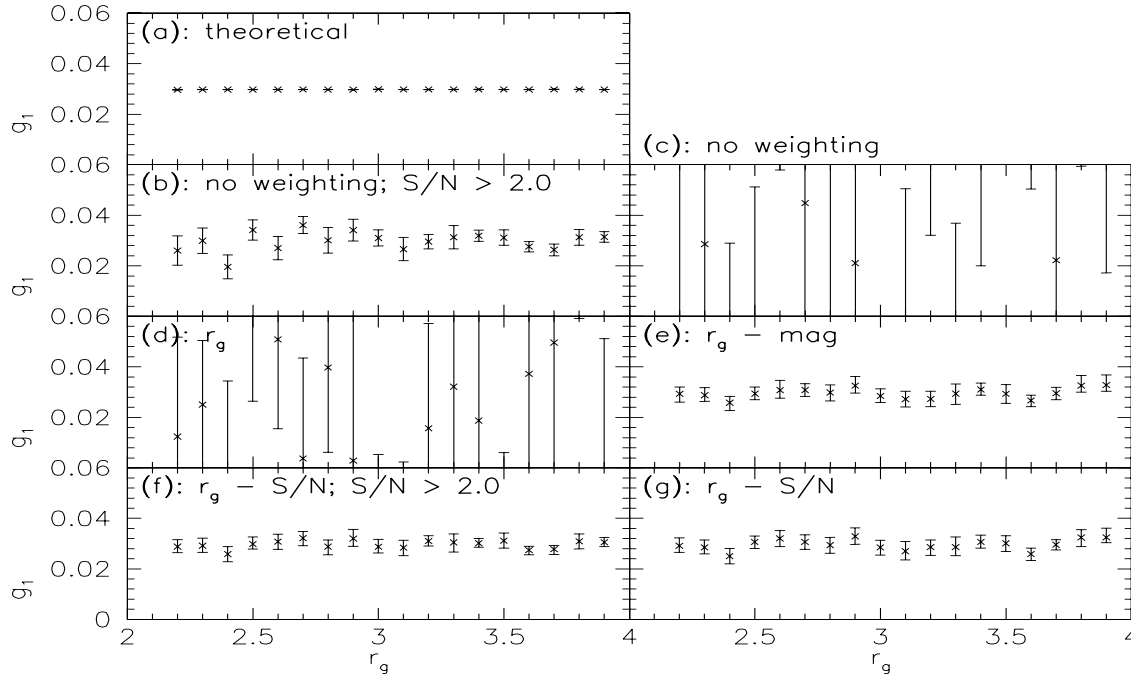 0.06
(a): theoretical
0.04
g1
0.02
(c): no weighting
0.06
(b): no weighting; S/N > 2.0
0.04
g1
0.02
0.06
(d): rg
(e): rg – mag
0.04
g1
0.02
0.06
(f): rg – S/N; S/N > 2.0
(g): rg – S/N
0.04
g1
0.02
0
2 2.5 3 3.5 4 2.5 3 3.5 4
rg rg